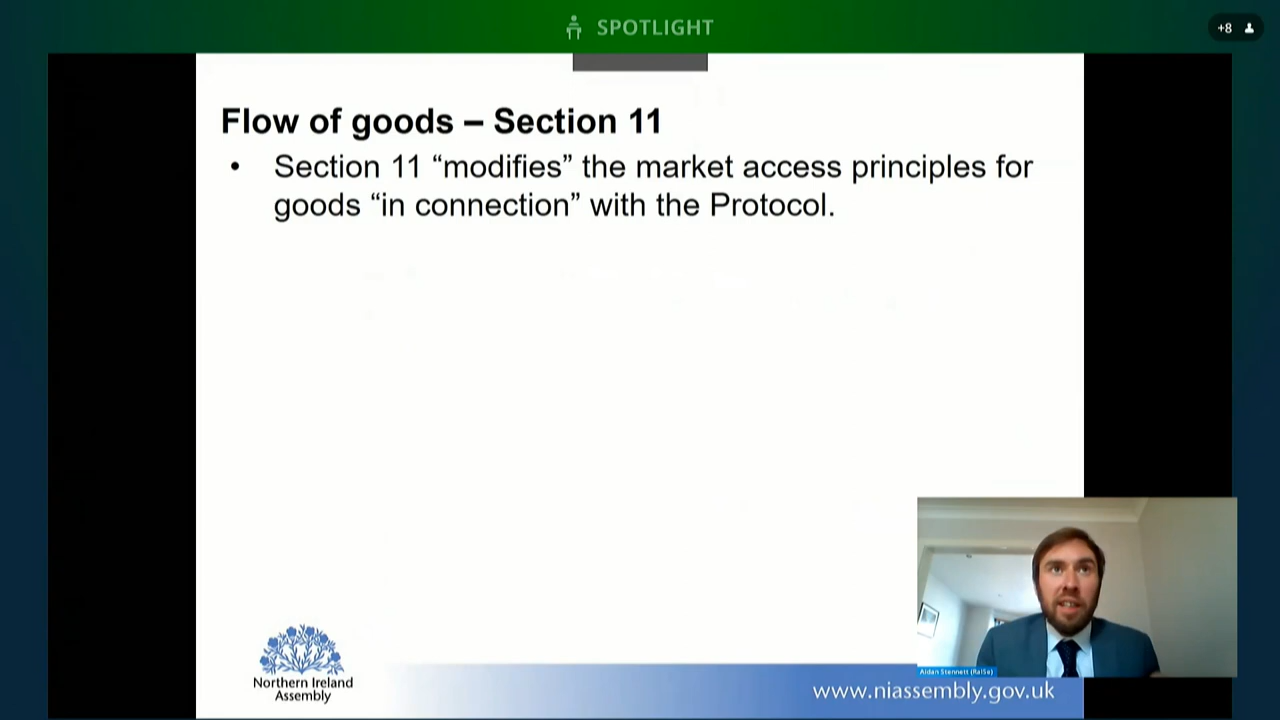 SPOTLIGHT
+8
Flow of goods – Section 11
• Section 11 “modifies” the market access principles for
goods “in connection” with the Protocol.
Aidan Stennett (RaISe)
Northern Ireland
Assembly
www.niassembly.gov.uk